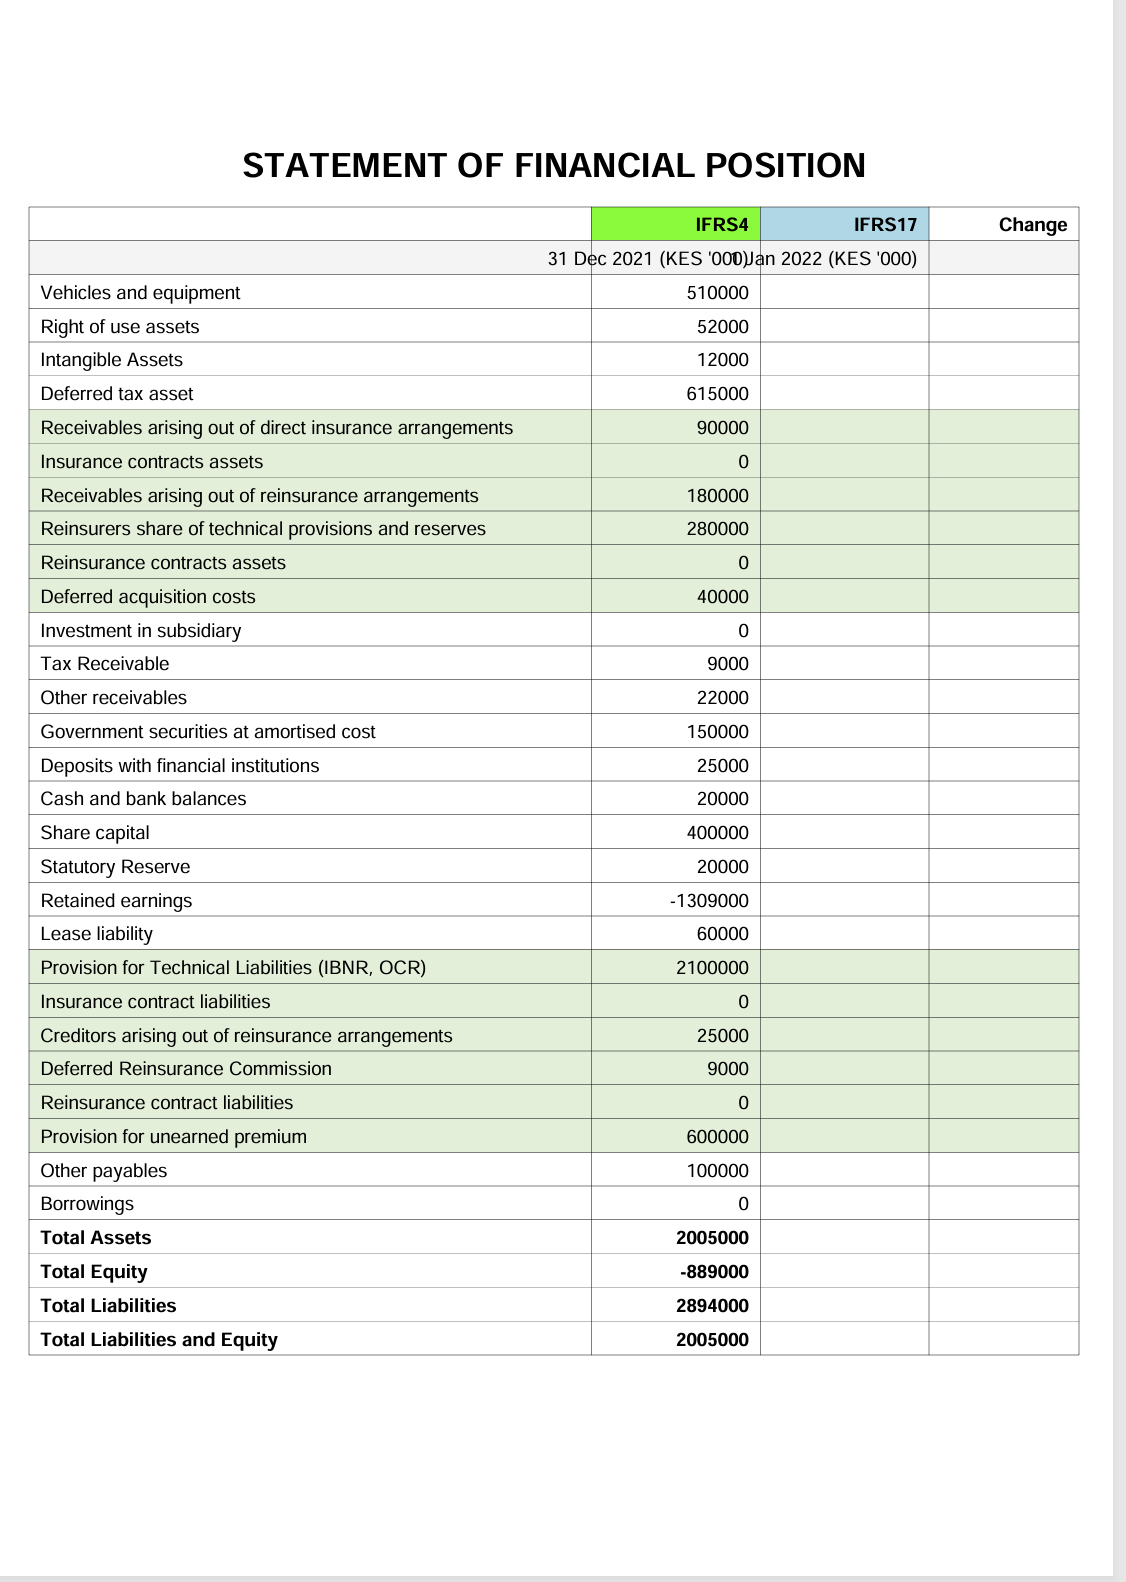 STATEMENT OF FINANCIAL POSITION
IFRS4 IFRS17 Change
31 Dec 2021 (KES '000) 1 Jan 2022 (KES '000)
Vehicles and equipment 510000
Right of use assets 52000
Intangible Assets 12000
Deferred tax asset 615000
Receivables arising out of direct insurance arrangements 90000
Insurance contracts assets 0
Receivables arising out of reinsurance arrangements 180000
Reinsurers share of technical provisions and reserves 280000
Reinsurance contracts assets 0
Deferred acquisition costs 40000
Investment in subsidiary 0
Tax Receivable 9000
Other receivables 22000
Government securities at amortised cost 150000
Deposits with financial institutions 25000
Cash and bank balances 20000
Share capital 400000
Statutory Reserve 20000
Retained earnings -1309000
Lease liability 60000
Provision for Technical Liabilities (IBNR, OCR) 2100000
Insurance contract liabilities 0
Creditors arising out of reinsurance arrangements 25000
Deferred Reinsurance Commission 9000
Reinsurance contract liabilities 0
Provision for unearned premium 600000
Other payables 100000
Borrowings 0
Total Assets 2005000
Total Equity -889000
Total Liabilities 2894000
Total Liabilities and Equity 2005000